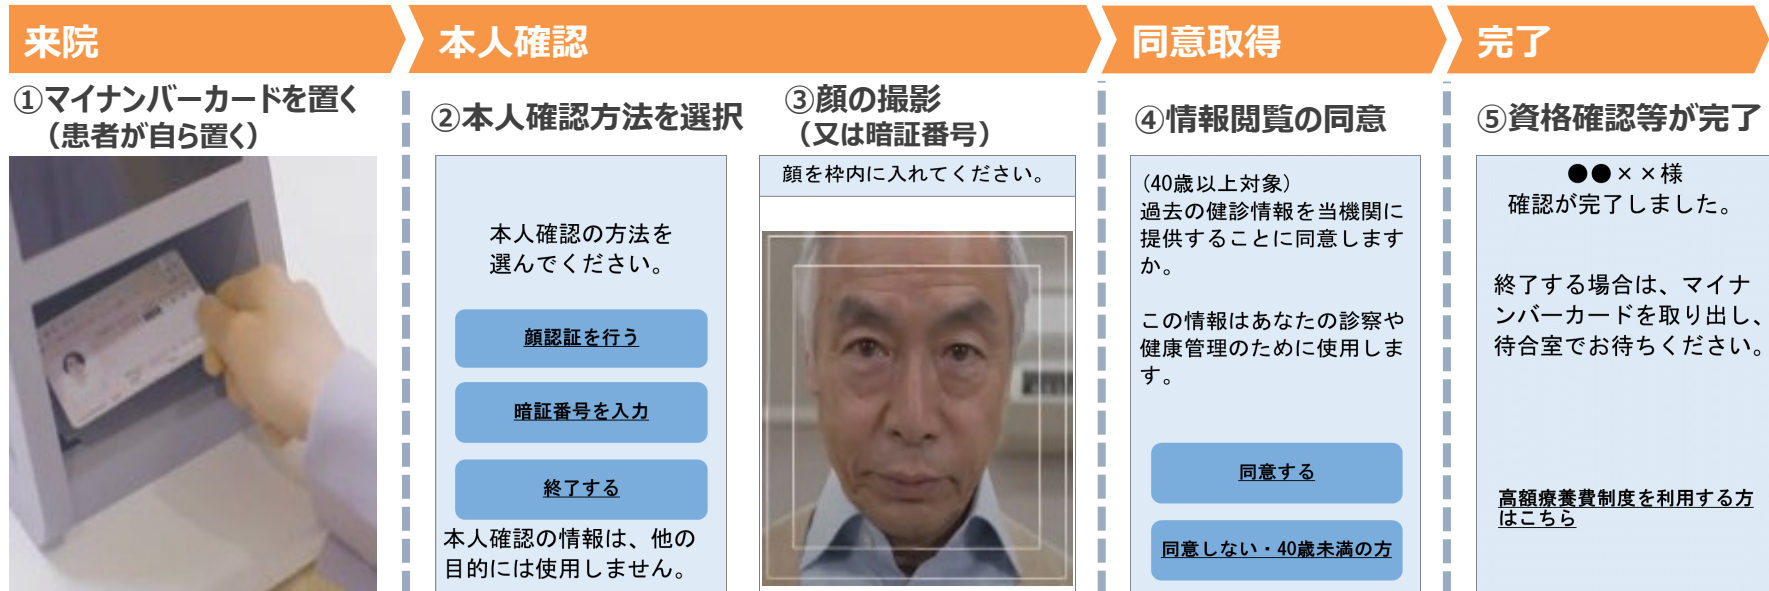 来院
本人確認
同意取得
完了
①マイナンバーカードを置く
（患者が自ら置く）
②本人確認方法を選択
③顔の撮影
（又は暗証番号）
④情報閲覧の同意
⑤資格確認等が完了
本人確認の方法を
選んでください。
顔認証を行う
暗証番号を入力
終了する
本人確認の情報は、他の
目的には使用しません。
顔を枠内に入れてください。
（40歳以上対象）
過去の健診情報を当機関に
提供することに同意します
か。
この情報はあなたの診察や
健康管理のために使用しま
す。
同意する
同意しない・40歳未満の方
●●××様
確認が完了しました。
終了する場合は、マイナ
ンバーカードを取り出し、
待合室でお待ちください。
高額療養費制度を利用する方
はこちら